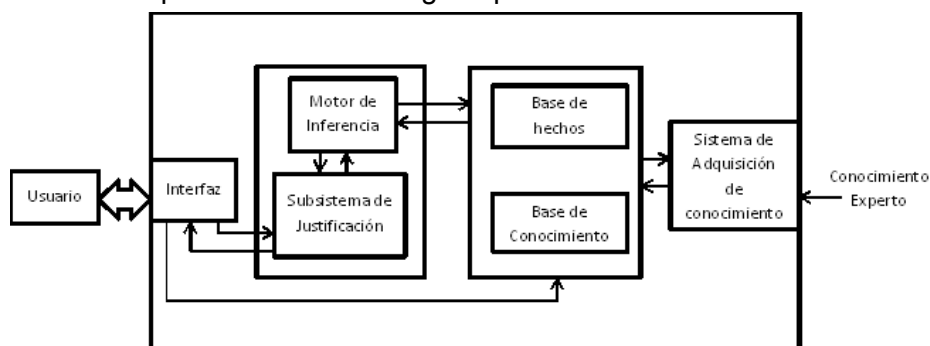 Motor de
Inferencia
Base de
hechos
Sistema de
Adquisición
de
conocimiento
Usuario
Interfaz
Subsistema de
Justificación
Base de
Conocimiento
Conocimiento
Experto